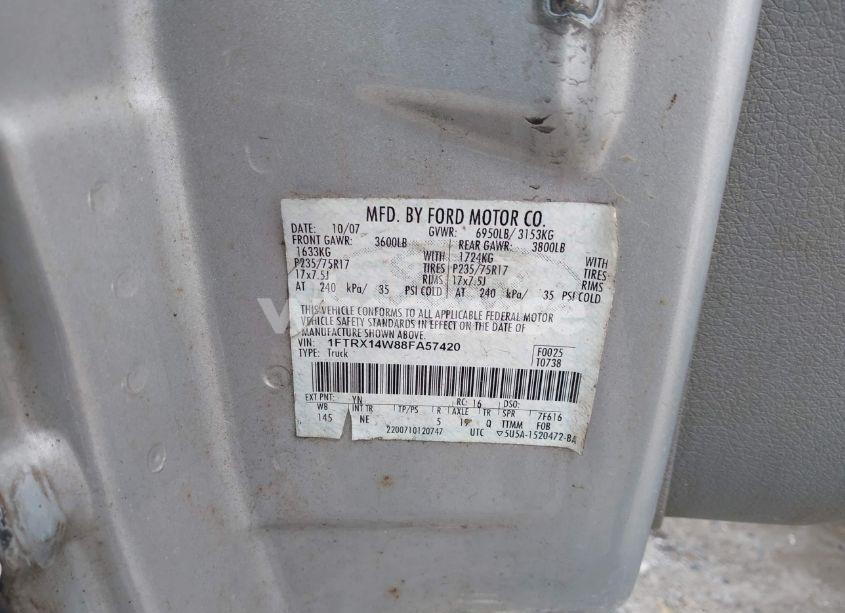 MFD. BY FORD MOTOR CO.
DATE: 10/07 GVWR: 6950LB/ 3153KG
FRONT GAWR: 3600LB REAR GAWR: 3800LB
1633KG WITH 1724KG WITH
P235/75R17 TIRES P235/75R17 TIRES
17x7.5J RIMS 17x7.5J RIMS
AT 240 kPa/ 35 PSI COLD AT 240 kPa/ 35 PSI COLD
THIS VEHICLE CONFORMS TO ALL APPLICABLE FEDERAL MOTOR
VEHICLE SAFETY STANDARDS IN EFFECT ON THE DATE OF
MANUFACTURE SHOWN ABOVE.
VIN: 1FTRX14W88FA57420 F0025
TYPE: Truck T0738
EXT PNT: YN RC: 16 DSO:
WB INT TR TP/PS R AXLE TR SPR 7F616
145 NE 5 19 Q TTMM FOB
2200710120747 UTC ▽5U5A-1520472-BA